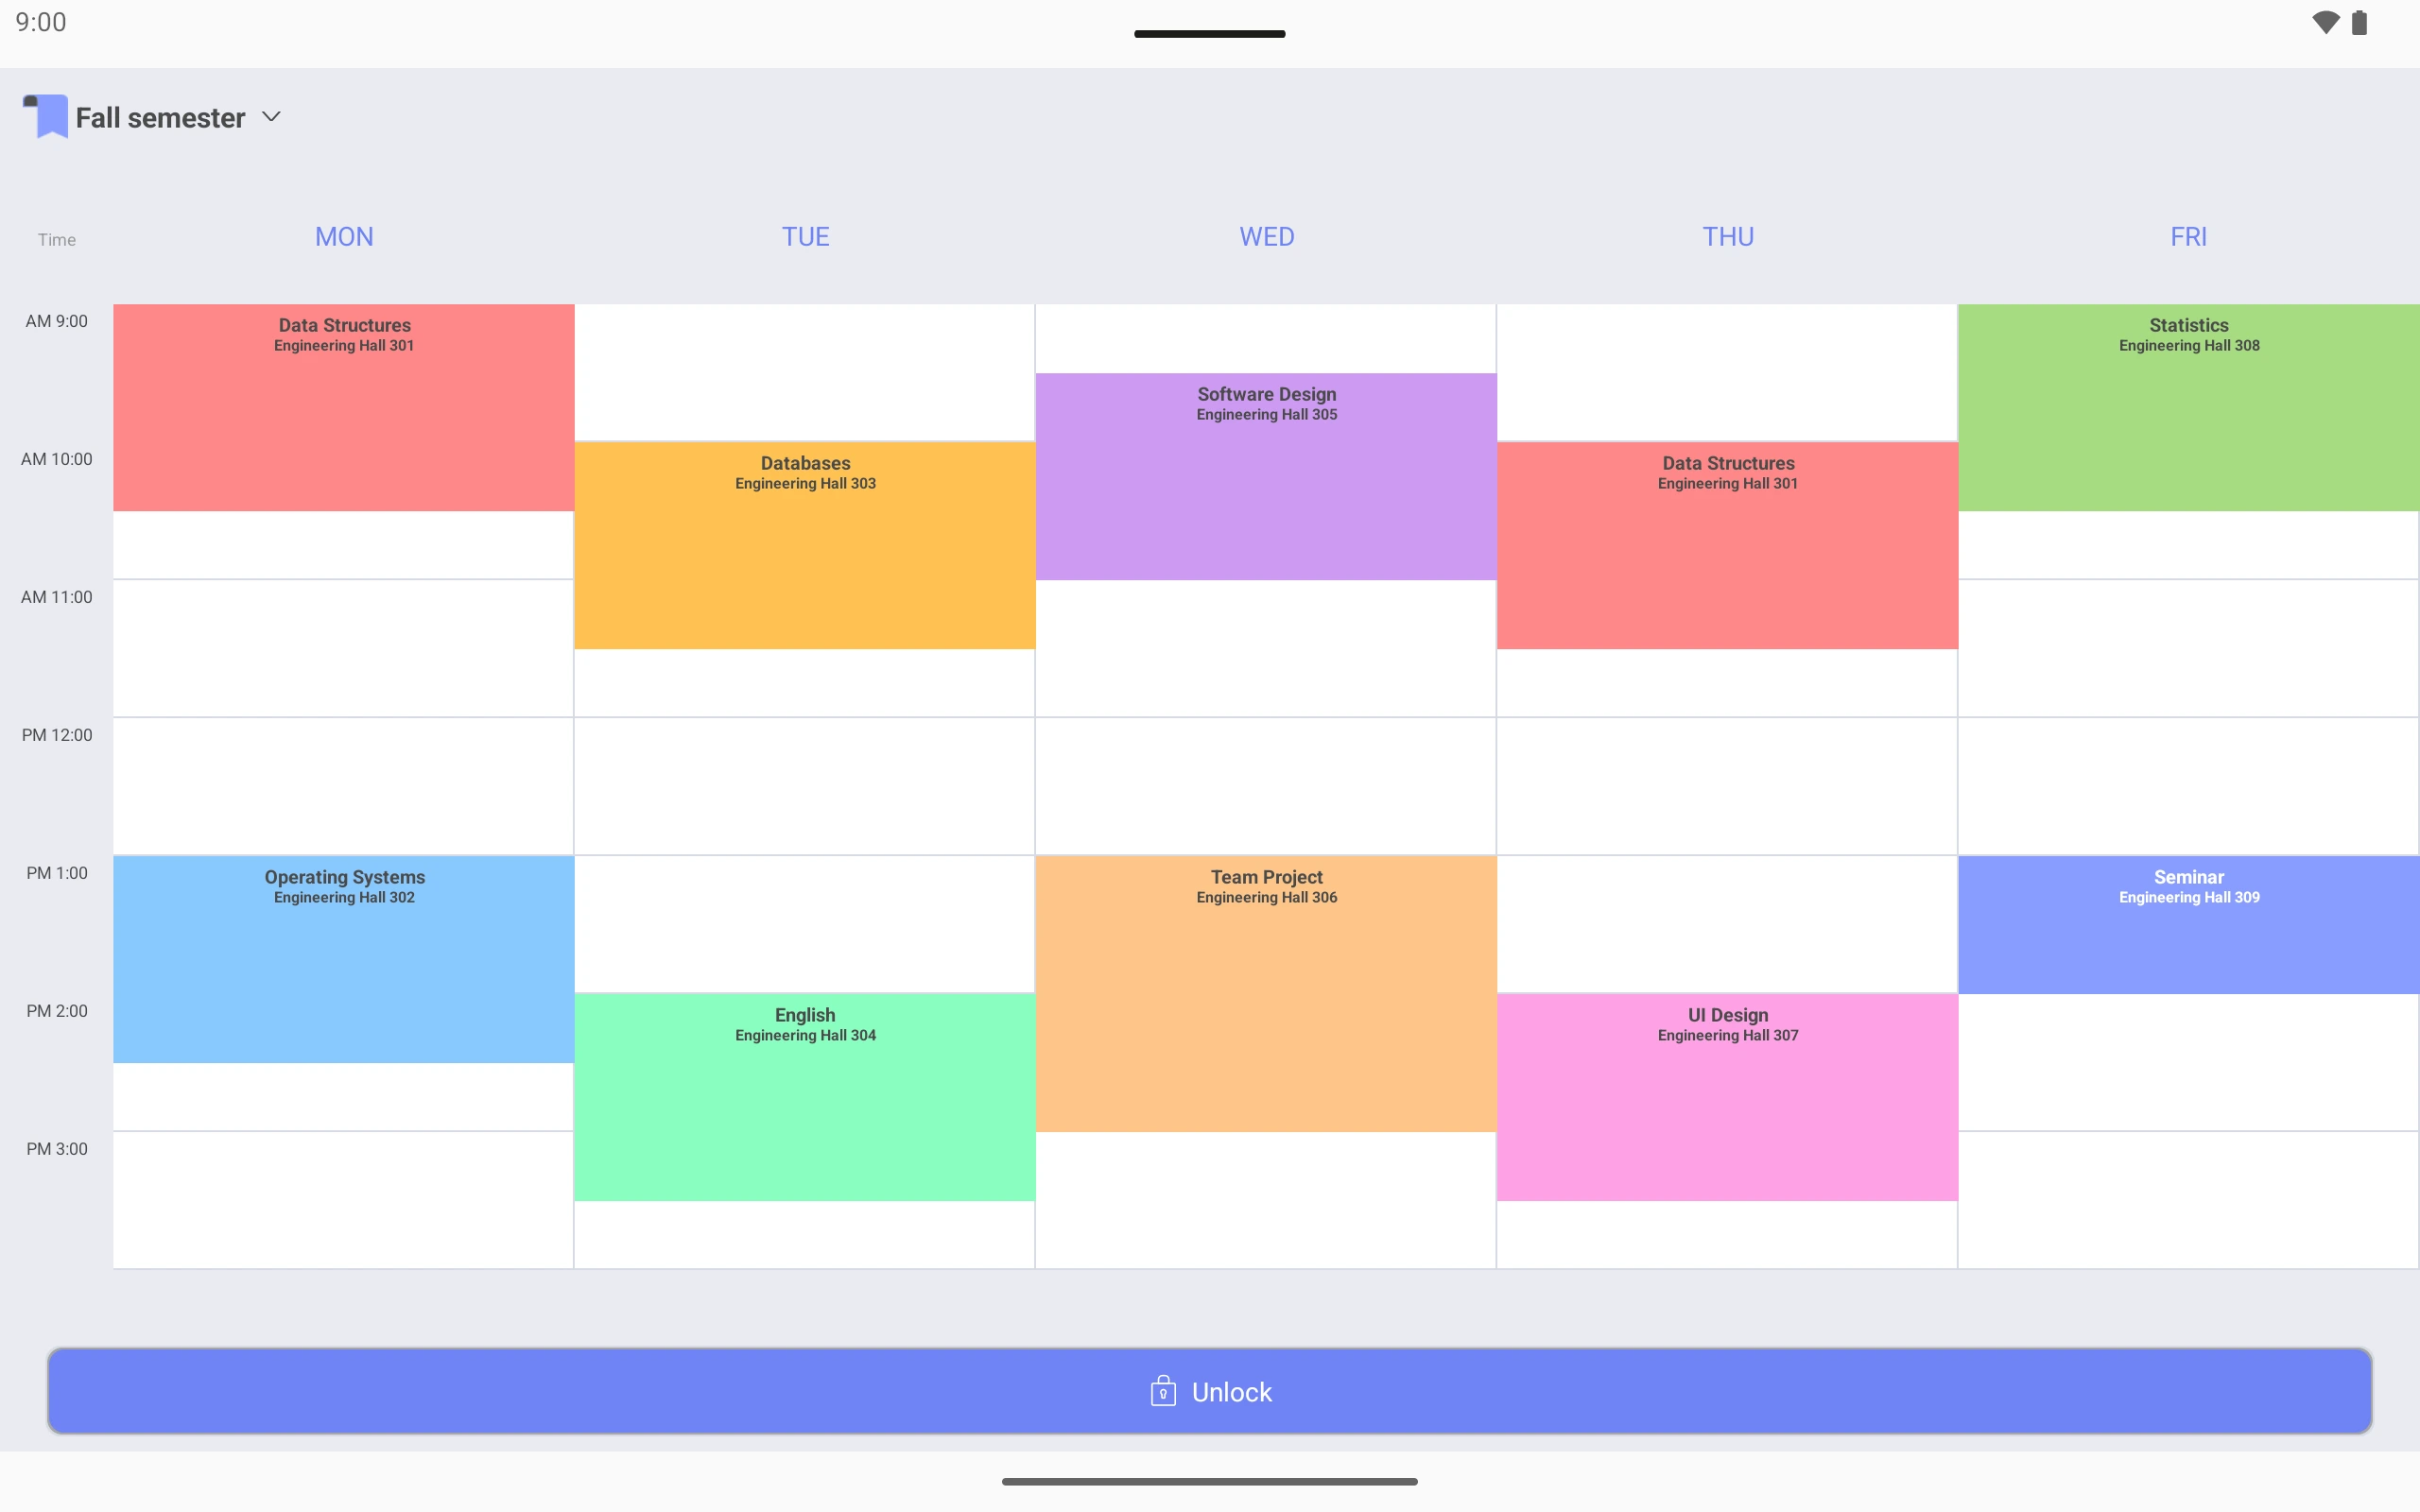 9:00
Fall semester
Time
MON
TUE
WED
THU
FRI
AM 9:00
Data Structures
Engineering Hall 301
Statistics
Engineering Hall 308
Software Design
Engineering Hall 305
AM 10:00
Databases
Engineering Hall 303
Data Structures
Engineering Hall 301
AM 11:00
PM 12:00
PM 1:00
Operating Systems
Engineering Hall 302
Team Project
Engineering Hall 306
Seminar
Engineering Hall 309
PM 2:00
English
Engineering Hall 304
UI Design
Engineering Hall 307
PM 3:00
Unlock